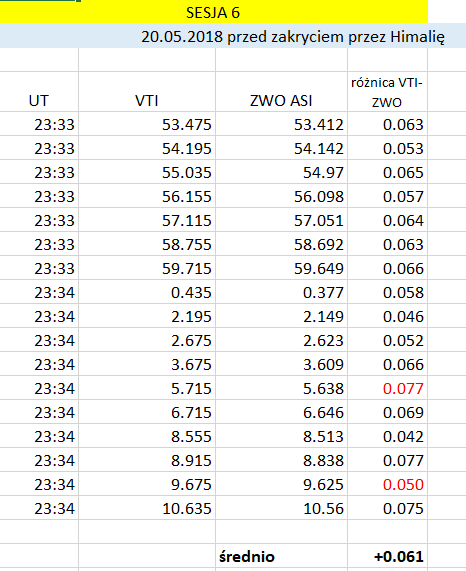 SESJA 6
20.05.2018 przed zakryciem przez Himalię
UT VTI ZWO ASI różnica VTI-
ZWO
23:33 53.475 53.412 0.063
23:33 54.195 54.142 0.053
23:33 55.035 54.97 0.065
23:33 56.155 56.098 0.057
23:33 57.115 57.051 0.064
23:33 58.755 58.692 0.063
23:33 59.715 59.649 0.066
23:34 0.435 0.377 0.058
23:34 2.195 2.149 0.046
23:34 2.675 2.623 0.052
23:34 3.675 3.609 0.066
23:34 5.715 5.638 0.077
23:34 6.715 6.646 0.069
23:34 8.555 8.513 0.042
23:34 8.915 8.838 0.077
23:34 9.675 9.625 0.050
23:34 10.635 10.56 0.075
średnio +0.061